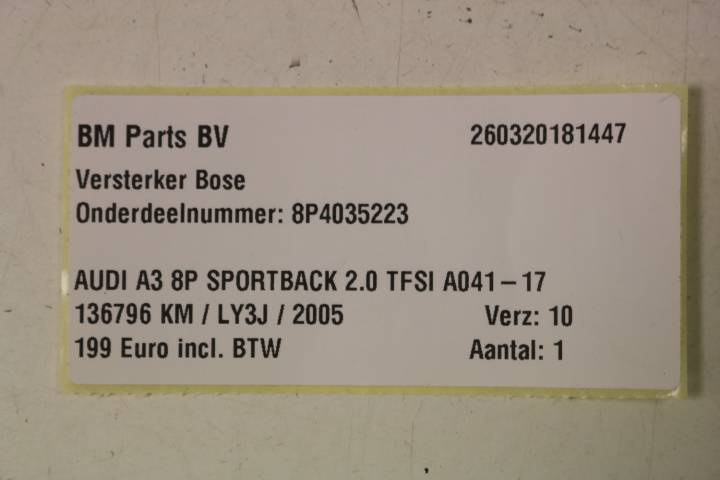 BM Parts BV 260320181447
Versterker Bose
Onderdeelnummer: 8P4035223
AUDI A3 8P SPORTBACK 2.0 TFSI A041-17
136796 KM / LY3J / 2005 Verz: 10
199 Euro incl. BTW Aantal: 1